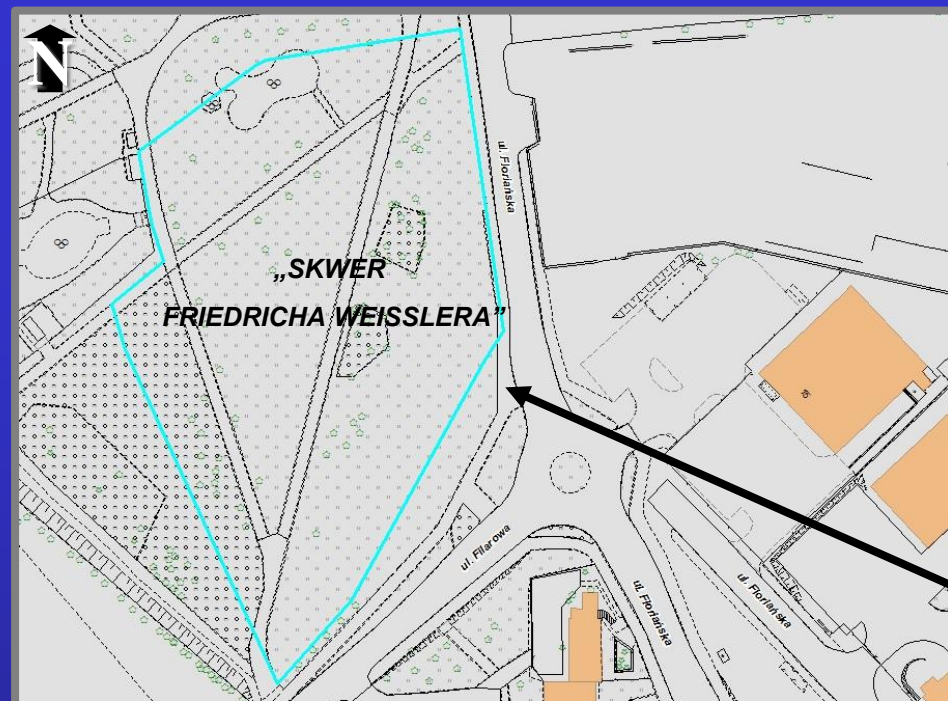 N
ul. Floriańska
„SKWER
FRIEDRICHA WEISSLERA”
ul. Filarowa
ul. Floriańska
ul. Floriańska